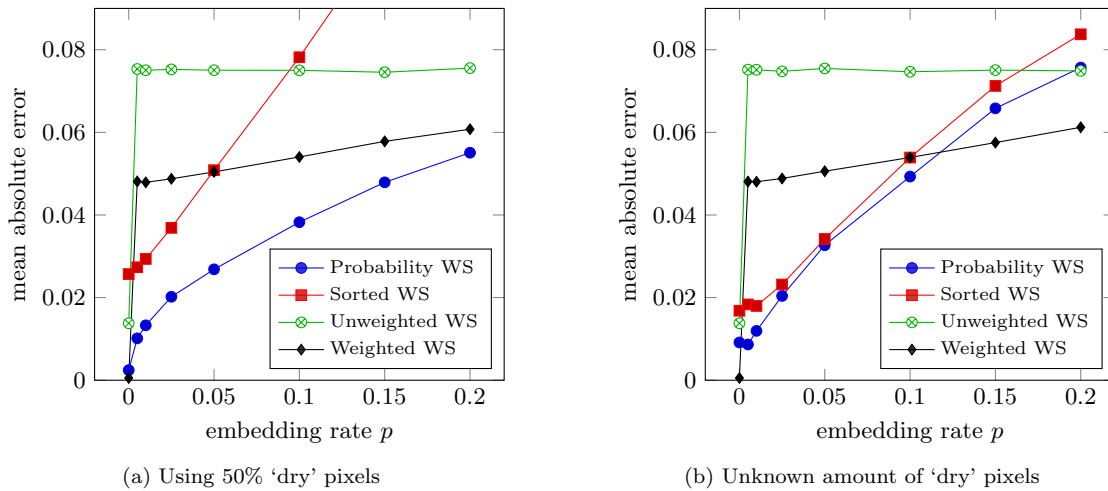 mean absolute error
0.08
0.06
0.04
0.02
0
0 0.05 0.1 0.15 0.2
embedding rate p
Probability WS
Sorted WS
Unweighted WS
Weighted WS
(a) Using 50% ‘dry’ pixels
mean absolute error
0.08
0.06
0.04
0.02
0
0 0.05 0.1 0.15 0.2
embedding rate p
Probability WS
Sorted WS
Unweighted WS
Weighted WS
(b) Unknown amount of ‘dry’ pixels